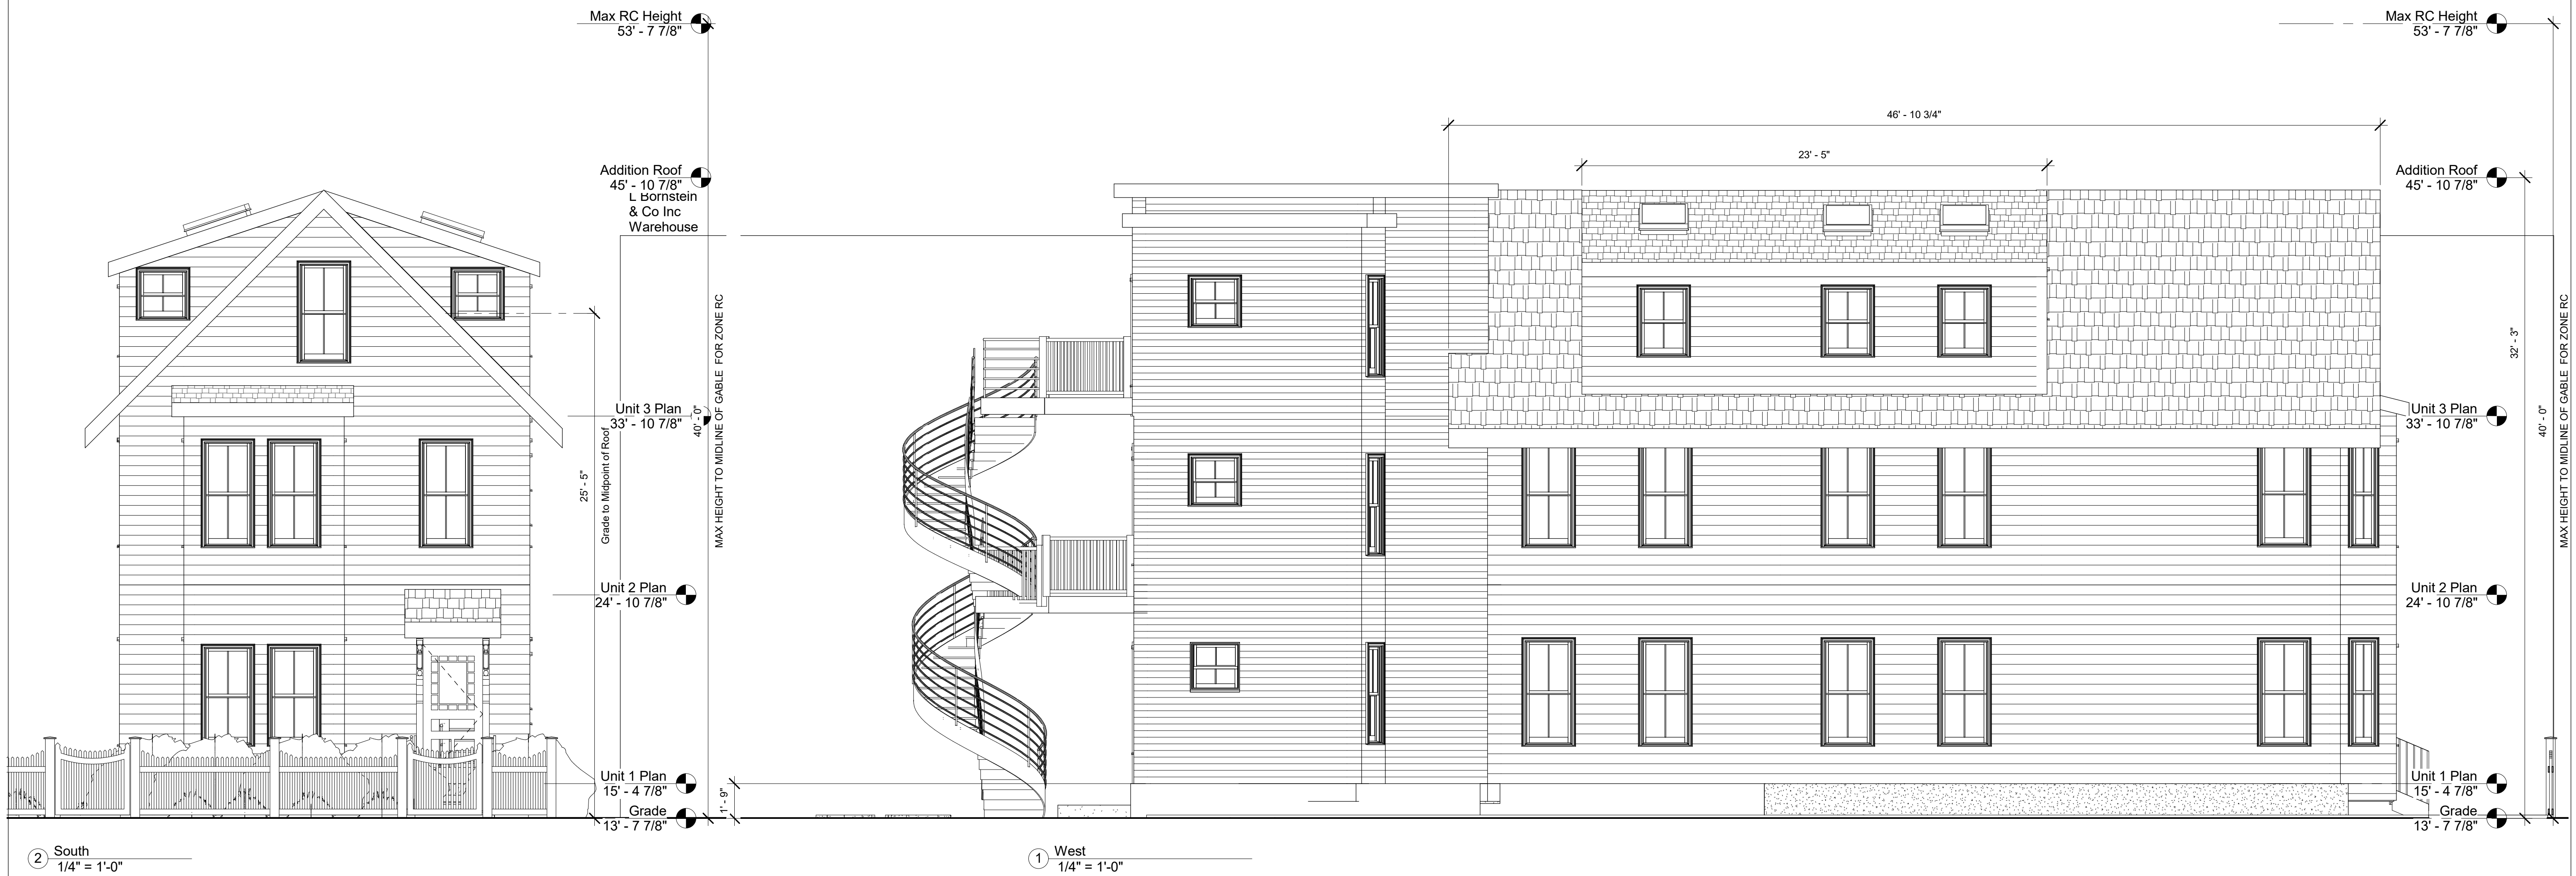 Max RC Height
53' - 7 7/8"
Addition Roof
45' - 10 7/8"
L Bornstein
& Co Inc
Warehouse
Unit 3 Plan
33' - 10 7/8"
40' - 0"
MAX HEIGHT TO MIDLINE OF GABLE FOR ZONE RC
25' - 5"
Grade to Midpoint of Roof
Unit 2 Plan
24' - 10 7/8"
Unit 1 Plan
15' - 4 7/8"
Grade
13' - 7 7/8"
1' - 9"
2
South
1/4" = 1'-0"
46' - 10 3/4"
23' - 5"
Max RC Height
53' - 7 7/8"
Addition Roof
45' - 10 7/8"
32' - 3"
MAX HEIGHT TO MIDLINE OF GABLE FOR ZONE RC
40' - 0"
Unit 3 Plan
33' - 10 7/8"
Unit 2 Plan
24' - 10 7/8"
Unit 1 Plan
15' - 4 7/8"
Grade
13' - 7 7/8"
1
West
1/4" = 1'-0"